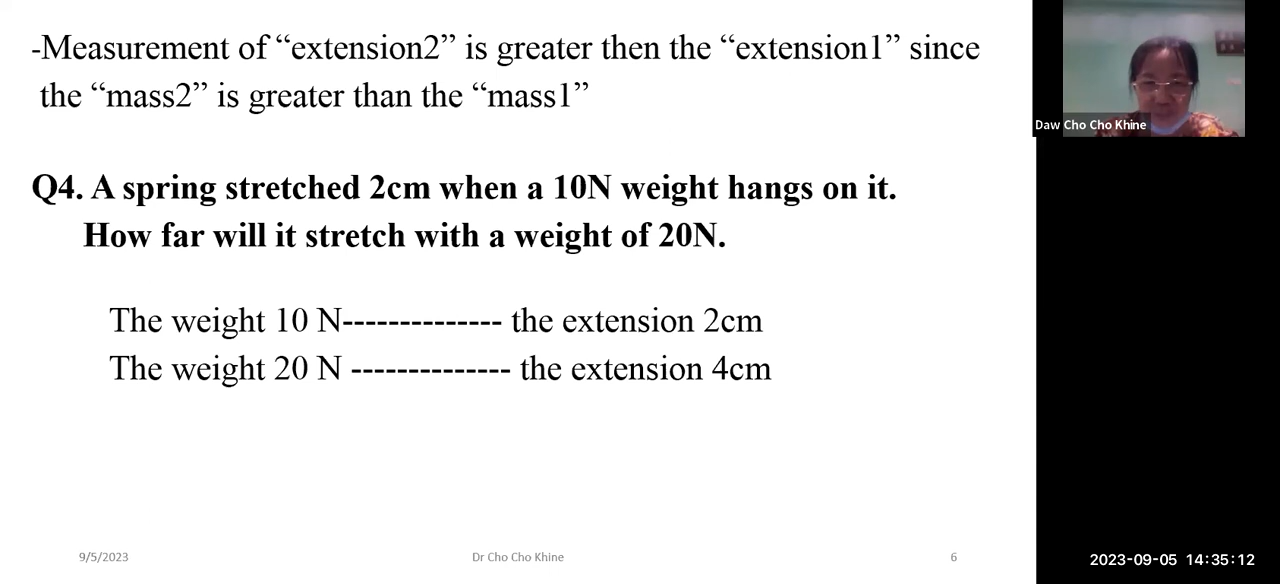 -Measurement of “extension2” is greater then the “extension1” since
the “mass2” is greater than the “mass1”
Daw Cho Cho Khine
Q4. A spring stretched 2cm when a 10N weight hangs on it.
How far will it stretch with a weight of 20N.
The weight 10 N-------------- the extension 2cm
The weight 20 N -------------- the extension 4cm
9/5/2023
Dr Cho Cho Khine
6
2023-09-05 14:35:12